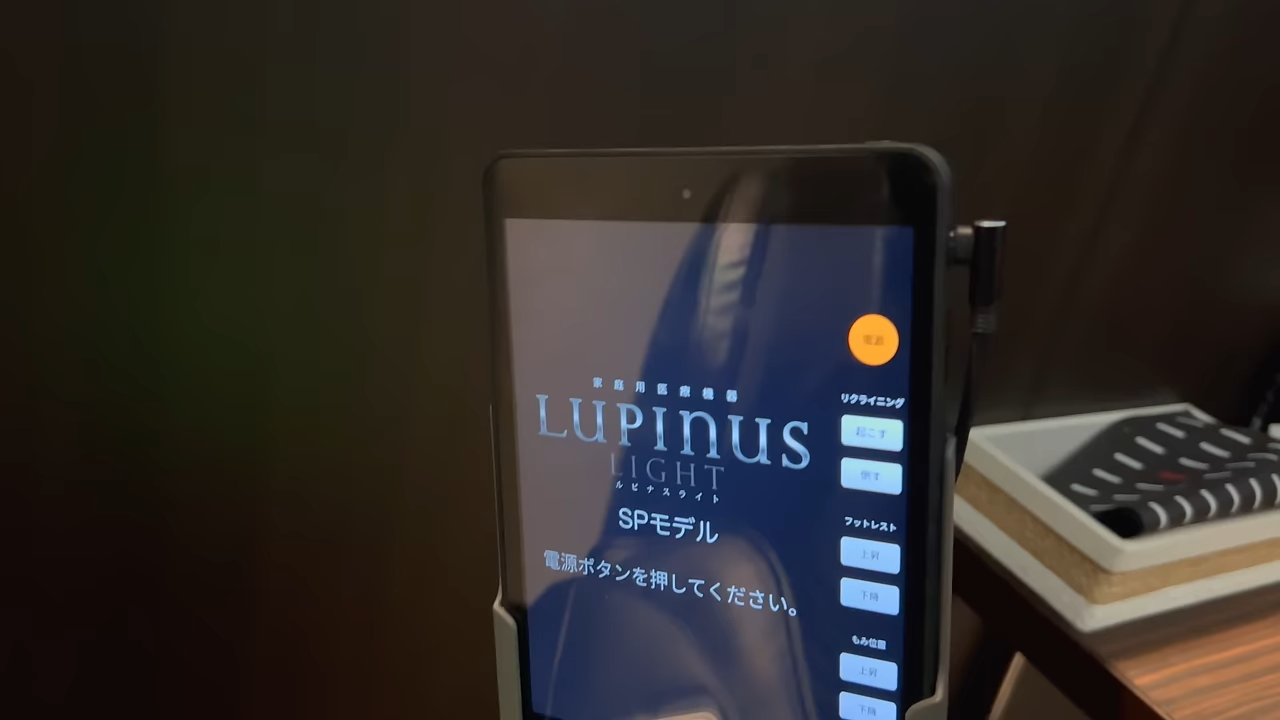 電源
家庭用医療機器
LUPINUS
LIGHT
ルピナスライト
SPモデル
電源ボタンを押してください。
リクライニング
起こす
倒す
フットレスト
上昇
下降
もみ位置
上昇
下降